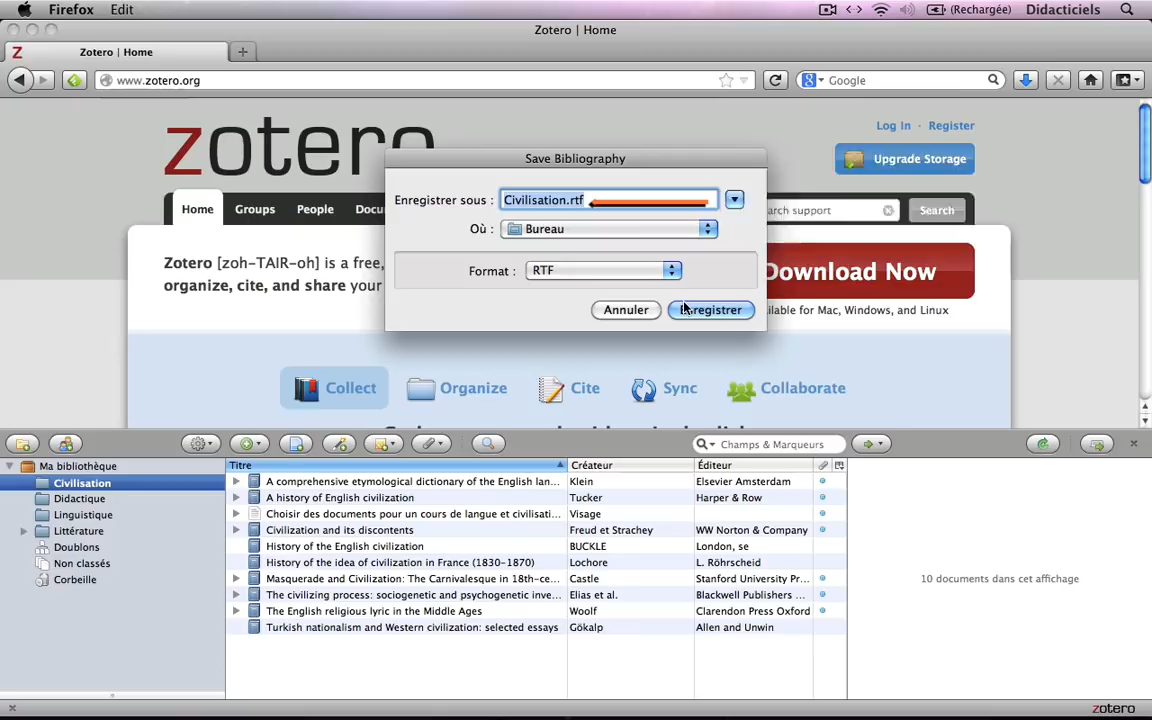 Firefox Edit (Rechargée) Didacticiels
Zotero | Home
Z Zotero | Home
www.zotero.org Google
zotero
Log In · Register
Upgrade Storage
Save Bibliography
Enregistrer sous : Civilisation.rtf
Où : Bureau
Format : RTF
Annuler Enregistrer
Home Groups People Docu arch support Search
Zotero [zoh-TAIR-oh] is a free,
organize, cite, and share your
Download Now
ilable for Mac, Windows, and Linux
Collect Organize Cite Sync Collaborate
Champs & Marqueurs
Ma bibliothèque
Civilisation
Didactique
Linguistique
Littérature
Doublons
Non classés
Corbeille
Titre Créateur Éditeur
A comprehensive etymological dictionary of the English lan... Klein Elsevier Amsterdam
A history of English civilization Tucker Harper & Row
Choisir des documents pour un cours de langue et civilisati... Visage
Civilization and its discontents Freud et Strachey WW Norton & Company
History of the English civilization BUCKLE London, se
History of the idea of civilization in France (1830-1870) Lochore L. Röhrscheid
Masquerade and Civilization: The Carnivalesque in 18th-ce... Castle Stanford University Pr...
The civilizing process: sociogenetic and psychogenetic inve... Elias et al. Blackwell Publishers ...
The English religious lyric in the Middle Ages Woolf Clarendon Press Oxford
Turkish nationalism and Western civilization: selected essays Gökalp Allen and Unwin
10 documents dans cet affichage
zotero